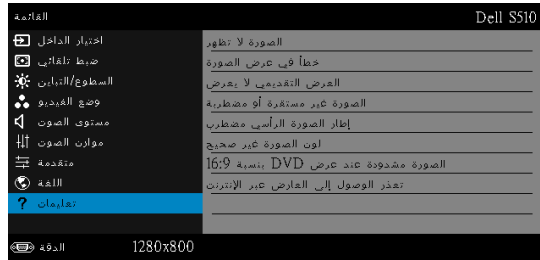 القائمة
Dell S510
اختيار الداخل
ضبط تلقائي
السطوع/التباين
وضع الفيديو
مستوى الصوت
موازن الصوت
متقدمة
اللغة
تعليمات
الصورة لا تظهر
خطأ في عرض الصورة
العرض التقديمي لا يعرض
الصورة غير مستقرة أو مضطربة
إطار الصورة الرأسي مضطرب
لون الصورة غير صحيح
الصورة مشدودة عند عرض DVD بنسبة 16:9
تعذر الوصول إلى العارض عبر الإنترنت
الدقة 1280x800